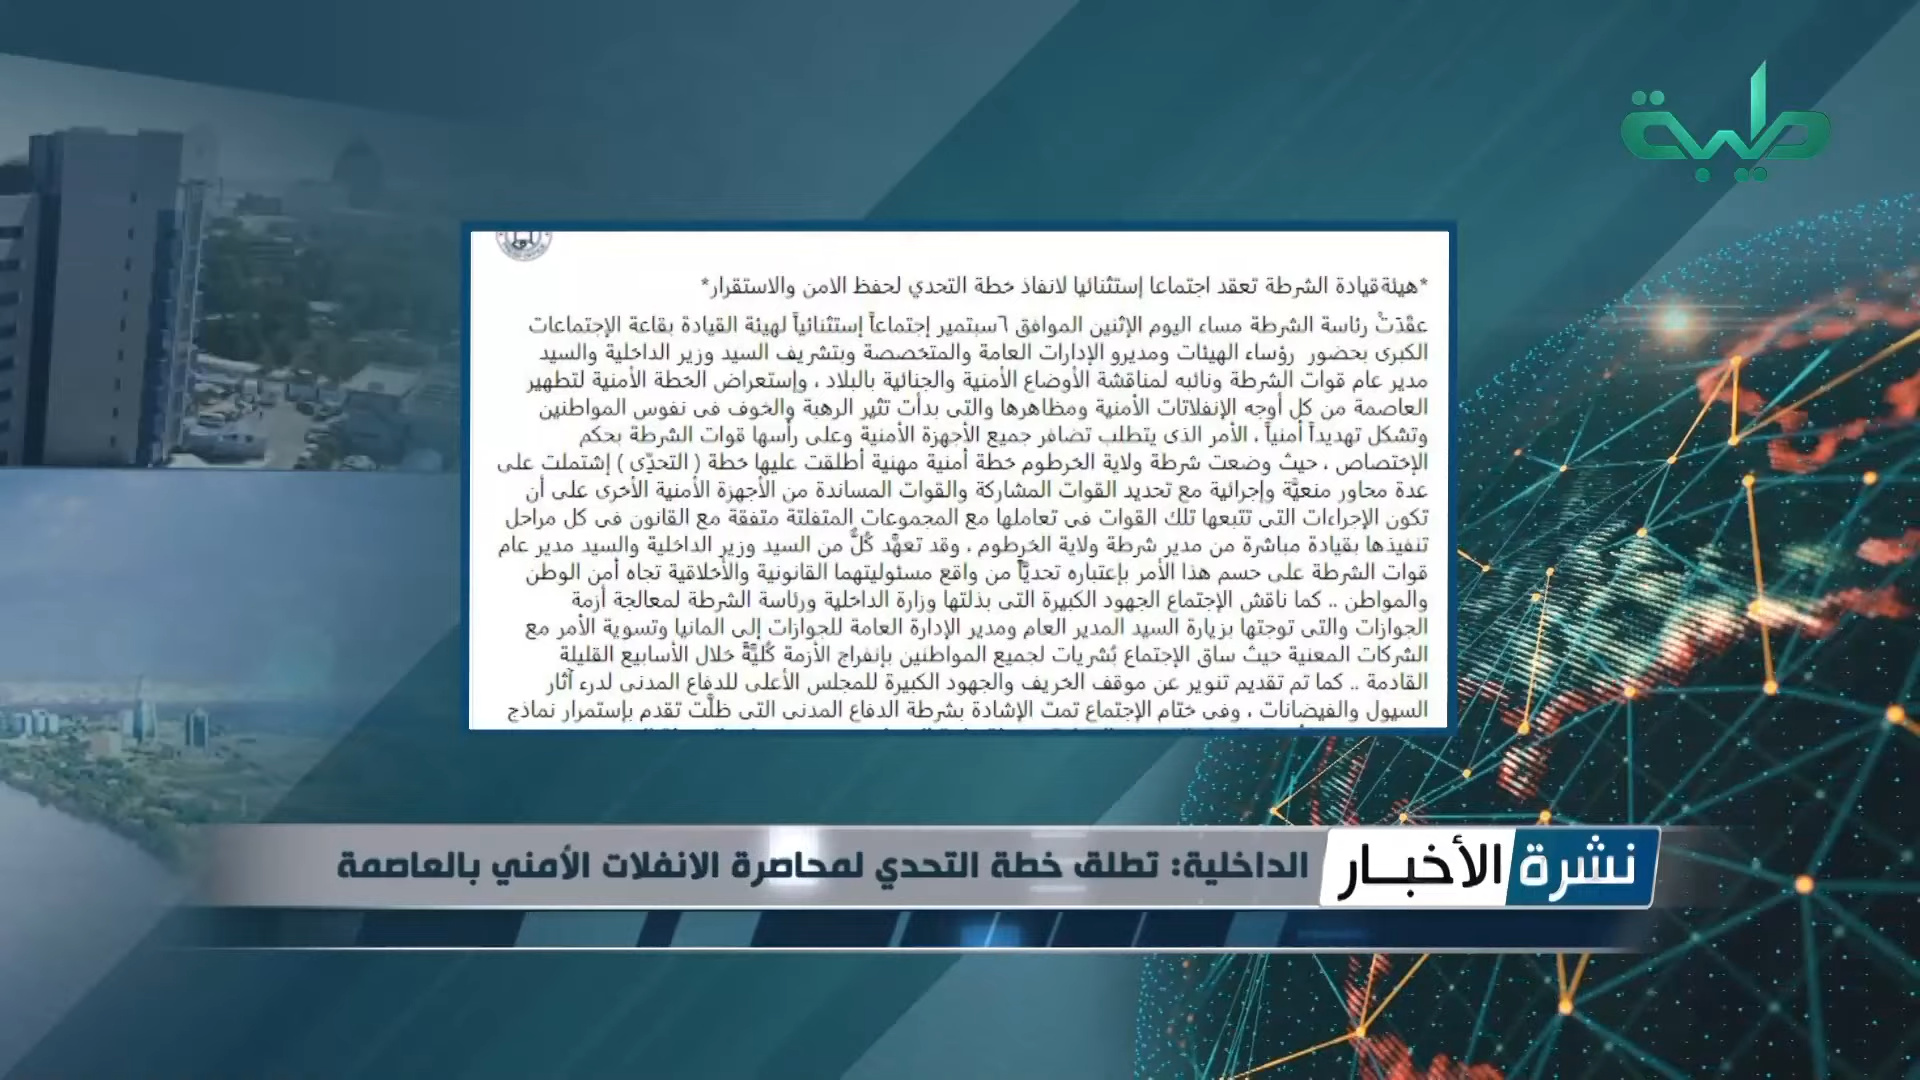 طيبة
*هيئة قيادة الشرطة تعقد اجتماعا إستثنائيا لانفاذ خطة التحدي لحفظ الامن والاستقرار*
عقَدَتْ رئاسة الشرطة مساء اليوم الإثنين الموافق ٦سبتمبر إجتماعاً إستثنائياً لهيئة القيادة بقاعة الإجتماعات
الكبرى بحضور رؤساء الهيئات ومديرو الإدارات العامة والمتخصصة وبتشريف السيد وزير الداخلية والسيد
مدير عام قوات الشرطة ونائبه لمناقشة الأوضاع الأمنية والجنائية بالبلاد ، وإستعراض الخطة الأمنية لتطهير
العاصمة من كل أوجه الإنفلاتات الأمنية ومظاهرها والتى بدأت تثير الرهبة والخوف فى نفوس المواطنين
وتشكل تهديداً أمنياً ، الأمر الذى يتطلب تضافر جميع الأجهزة الأمنية وعلى رأسها قوات الشرطة بحكم
الإختصاص ، حيث وضعت شرطة ولاية الخرطوم خطة أمنية مهنية أطلقت عليها خطة ( التحدِّى ) إشتملت على
عدة محاور منعيَّة وإجرائية مع تحديد القوات المشاركة والقوات المساندة من الأجهزة الأمنية الأخرى على أن
تكون الإجراءات التى تتبعها تلك القوات فى تعاملها مع المجموعات المتفلتة متفقة مع القانون فى كل مراحل
تنفيذها بقيادة مباشرة من مدير شرطة ولاية الخرطوم ، وقد تعهَّد كُلُّ من السيد وزير الداخلية والسيد مدير عام
قوات الشرطة على حسم هذا الأمر بإعتباره تحديَّاً من واقع مسئوليتهما القانونية والأخلاقية تجاه أمن الوطن
والمواطن .. كما ناقش الإجتماع الجهود الكبيرة التى بذلتها وزارة الداخلية ورئاسة الشرطة لمعالجة أزمة
الجوازات والتى توجتها بزيارة السيد المدير العام ومدير الإدارة العامة للجوازات إلى المانيا وتسوية الأمر مع
الشركات المعنية حيث ساق الإجتماع بُشريات لجميع المواطنين بإنفراج الأزمة كُليَّةً خلال الأسابيع القليلة
القادمة .. كما تم تقديم تنوير عن موقف الخريف والجهود الكبيرة للمجلس الأعلى للدفاع المدنى لدرء آثار
السيول والفيضانات ، وفى ختام الإجتماع تمت الإشادة بشرطة الدفاع المدنى التى ظلَّت تقدم بإستمرار نماذج
نشرة الأخبار
الداخلية: تطلق خطة التحدي لمحاصرة الانفلات الأمني بالعاصمة